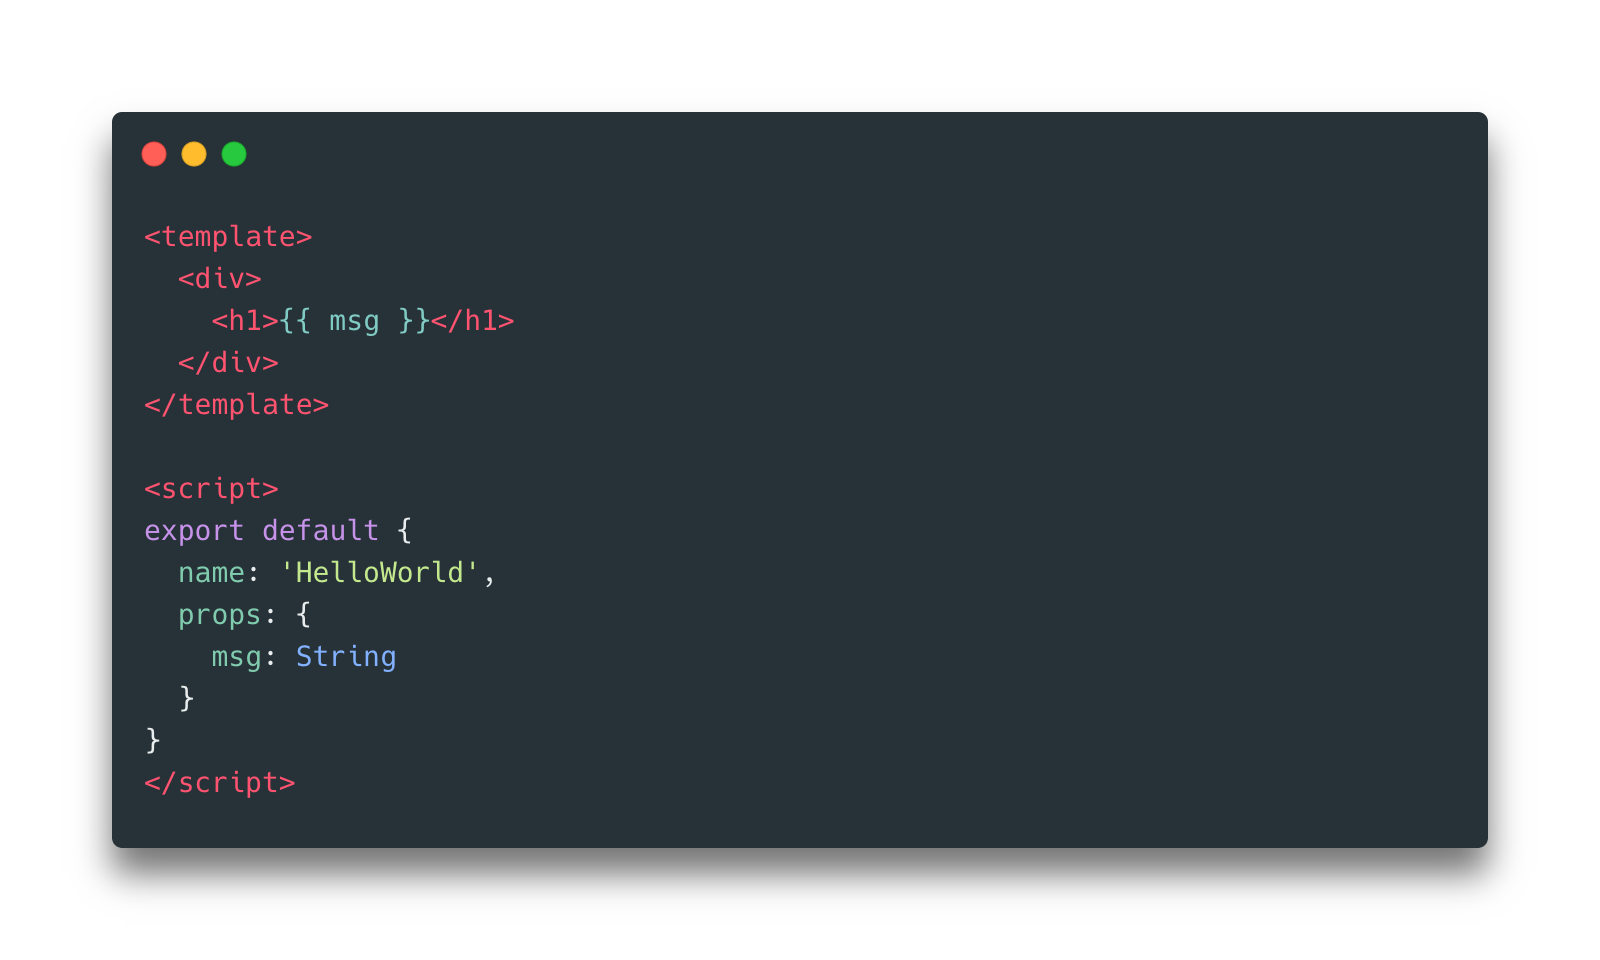 <template>
  <div>
    <h1>{{ msg }}</h1>
  </div>
</template>

<script>
export default {
  name: 'HelloWorld',
  props: {
    msg: String
  }
}
</script>